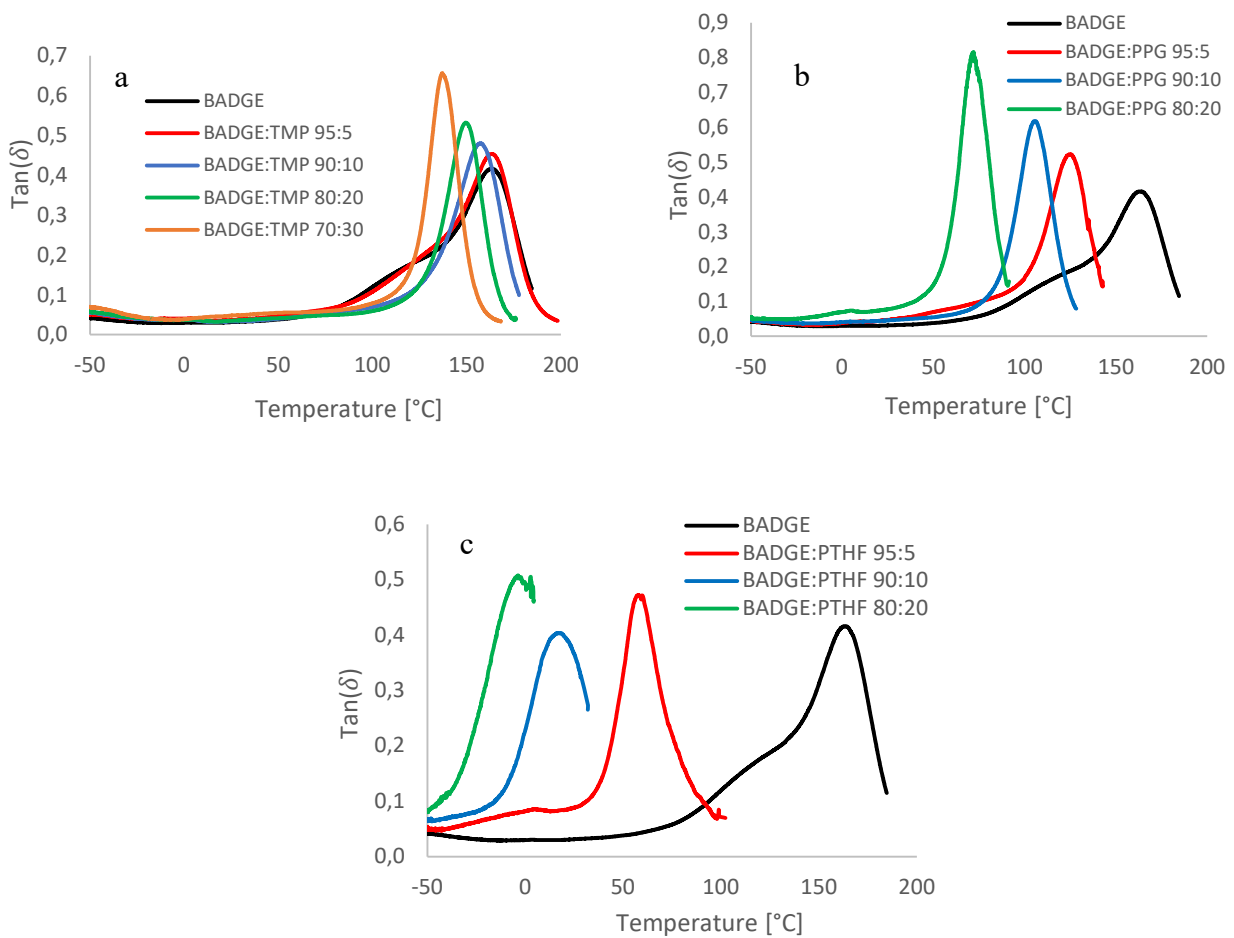 a
0,7
0,6
0,5
0,4
0,3
0,2
0,1
0,0
Tan(δ)
BADGE
BADGE:TMP 95:5
BADGE:TMP 90:10
BADGE:TMP 80:20
BADGE:TMP 70:30
-50 0 50 100 150 200
Temperature [°C]
b
0,9
0,8
0,7
0,6
0,5
0,4
0,3
0,2
0,1
0,0
Tan(δ)
BADGE
BADGE:PPG 95:5
BADGE:PPG 90:10
BADGE:PPG 80:20
-50 0 50 100 150 200
Temperature [°C]
c
0,6
0,5
0,4
0,3
0,2
0,1
0,0
Tan(δ)
BADGE
BADGE:PTHF 95:5
BADGE:PTHF 90:10
BADGE:PTHF 80:20
-50 0 50 100 150 200
Temperature [°C]